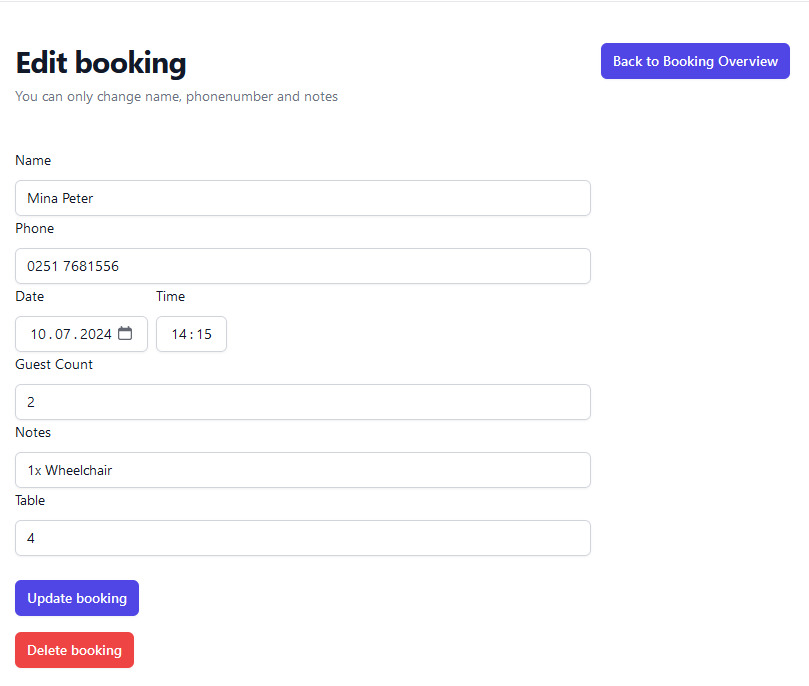 Edit booking
Back to Booking Overview
You can only change name, phonenumber and notes
Name
Mina Peter
Phone
0251 7681556
Date Time
10.07.2024 14:15
Guest Count
2
Notes
1x Wheelchair
Table
4
Update booking
Delete booking